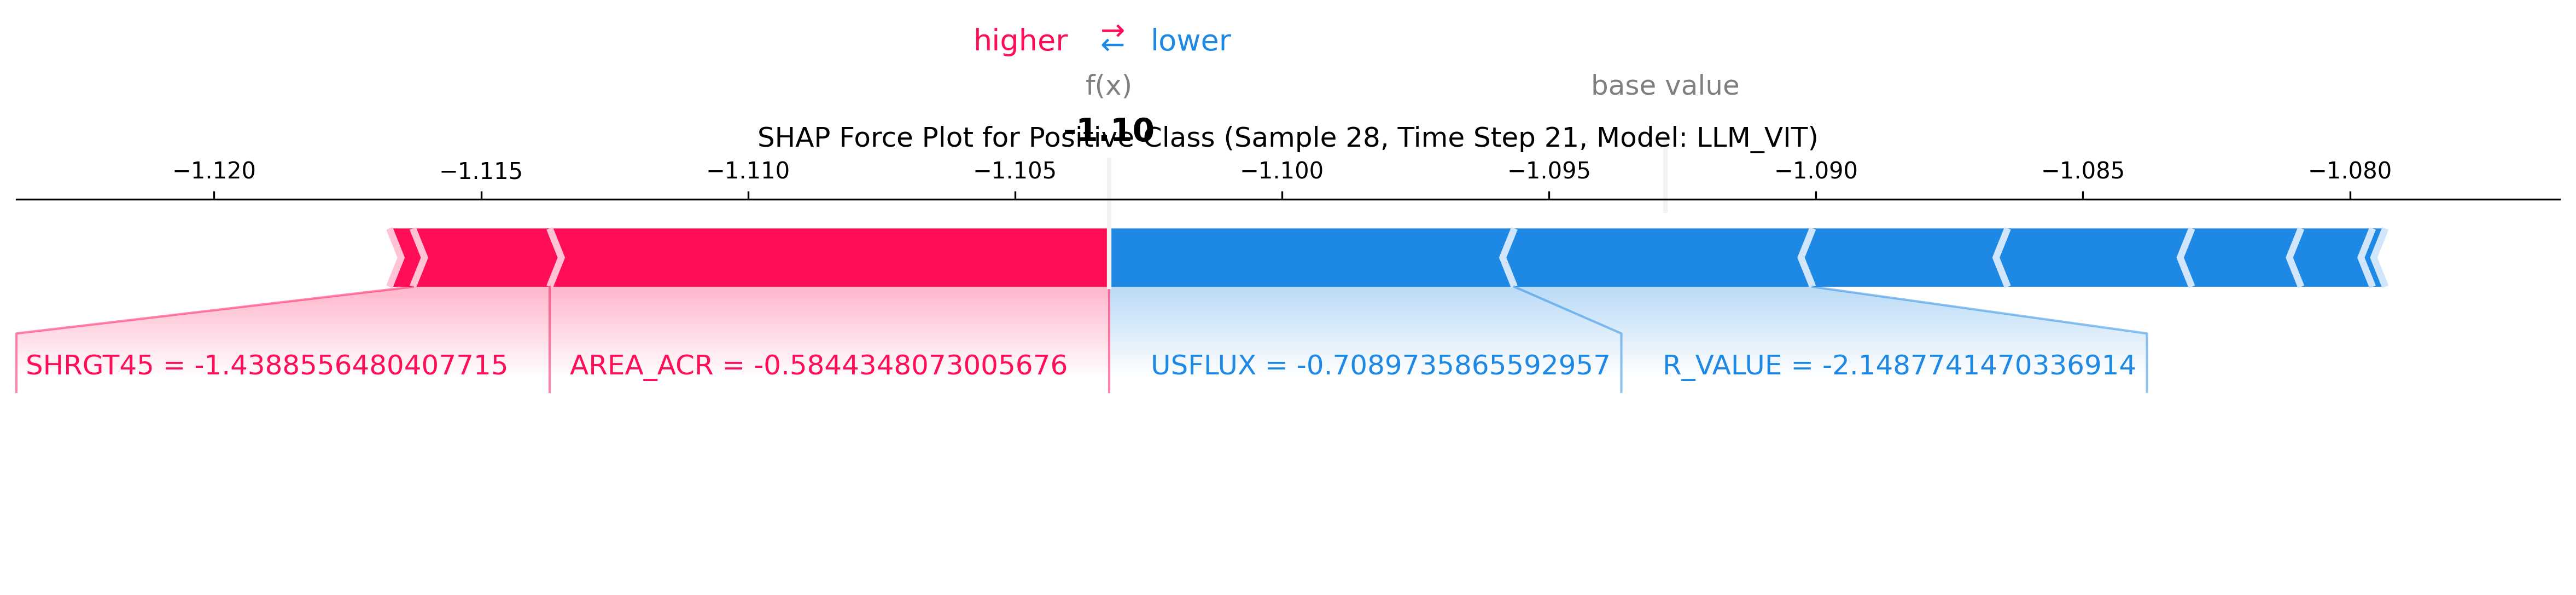 higher ⇄ lower
f(x) base value
-1.10
SHAP Force Plot for Positive Class (Sample 28, Time Step 21, Model: LLM_VIT)
−1.120 −1.115 −1.110 −1.105 −1.100 −1.095 −1.090 −1.085 −1.080
SHRGT45 = -1.4388556480407715 AREA_ACR = -0.5844348073005676 USFLUX = -0.7089735865592957 R_VALUE = -2.1487741470336914